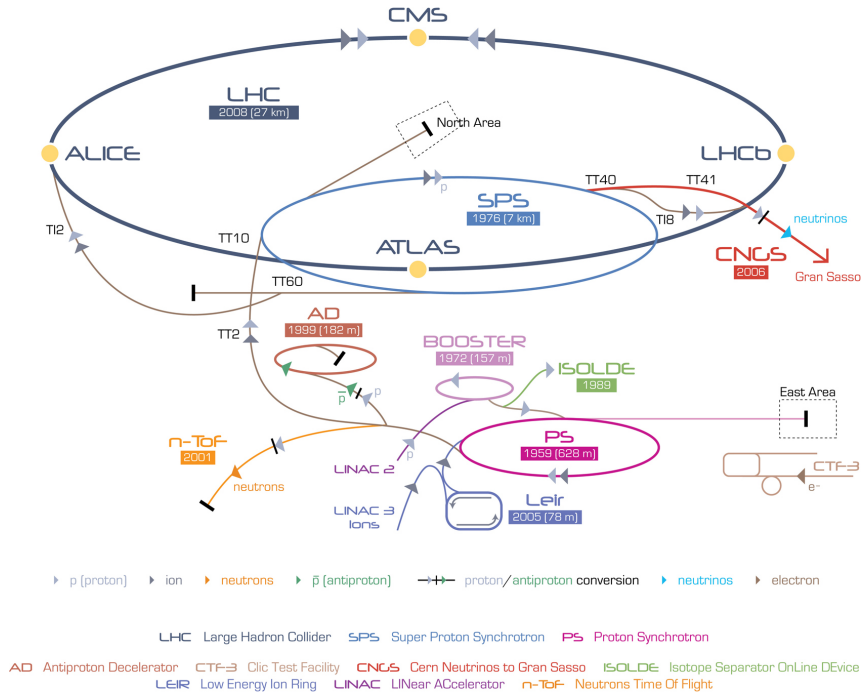 CMS
LHC
2008 (27 km)
North Area
ALICE
LHCb
TT40
TT41
p
SPS
1976 (7 km)
TI2
TI8
neutrinos
TT10
ATLAS
CNGS
2006
Gran Sasso
TT60
AD
1999 (182 m)
TT2
BOOSTER
1972 (157 m)
ISOLDE
1989
p
p̅
East Area
n-ToF
2001
PS
1959 (628 m)
p
LINAC 2
neutrons
CTF-3
e-
LINAC 3
Ions
Leir
2005 (78 m)
p (proton)
ion
neutrons
p̅ (antiproton)
proton/antiproton conversion
neutrinos
electron
LHC Large Hadron Collider SPS Super Proton Synchrotron PS Proton Synchrotron
AD Antiproton Decelerator CTF-3 Clic Test Facility CNGS Cern Neutrinos to Gran Sasso ISOLDE Isotope Separator OnLine DEvice
LEIR Low Energy Ion Ring LINAC LINear ACcelerator n-ToF Neutrons Time Of Flight